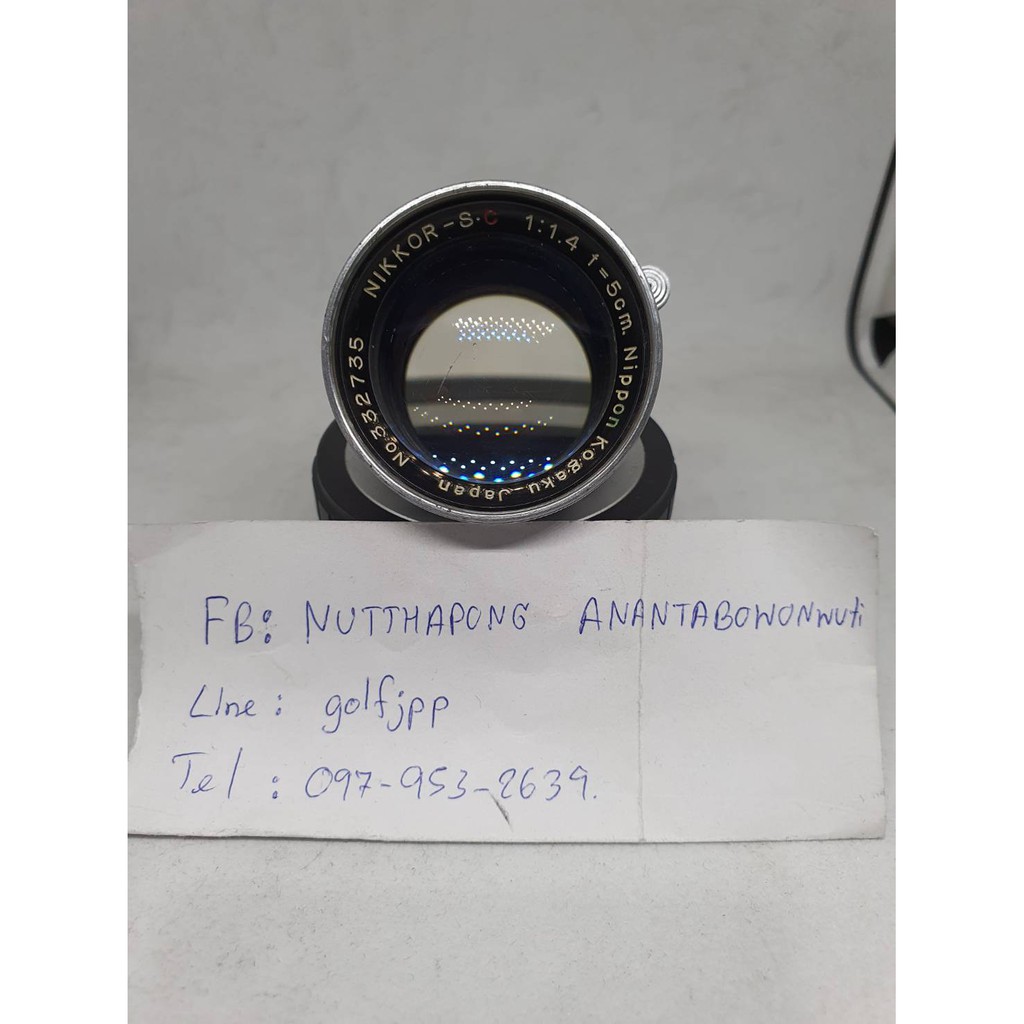 NIKKOR-S·C 1:1.4 f=5cm. Nippon Kogaku Japan No.332735
FB: NUTTHAPONG ANANTABOWONWUti
LIne: golfjpp
Tel: 097-953-2639.